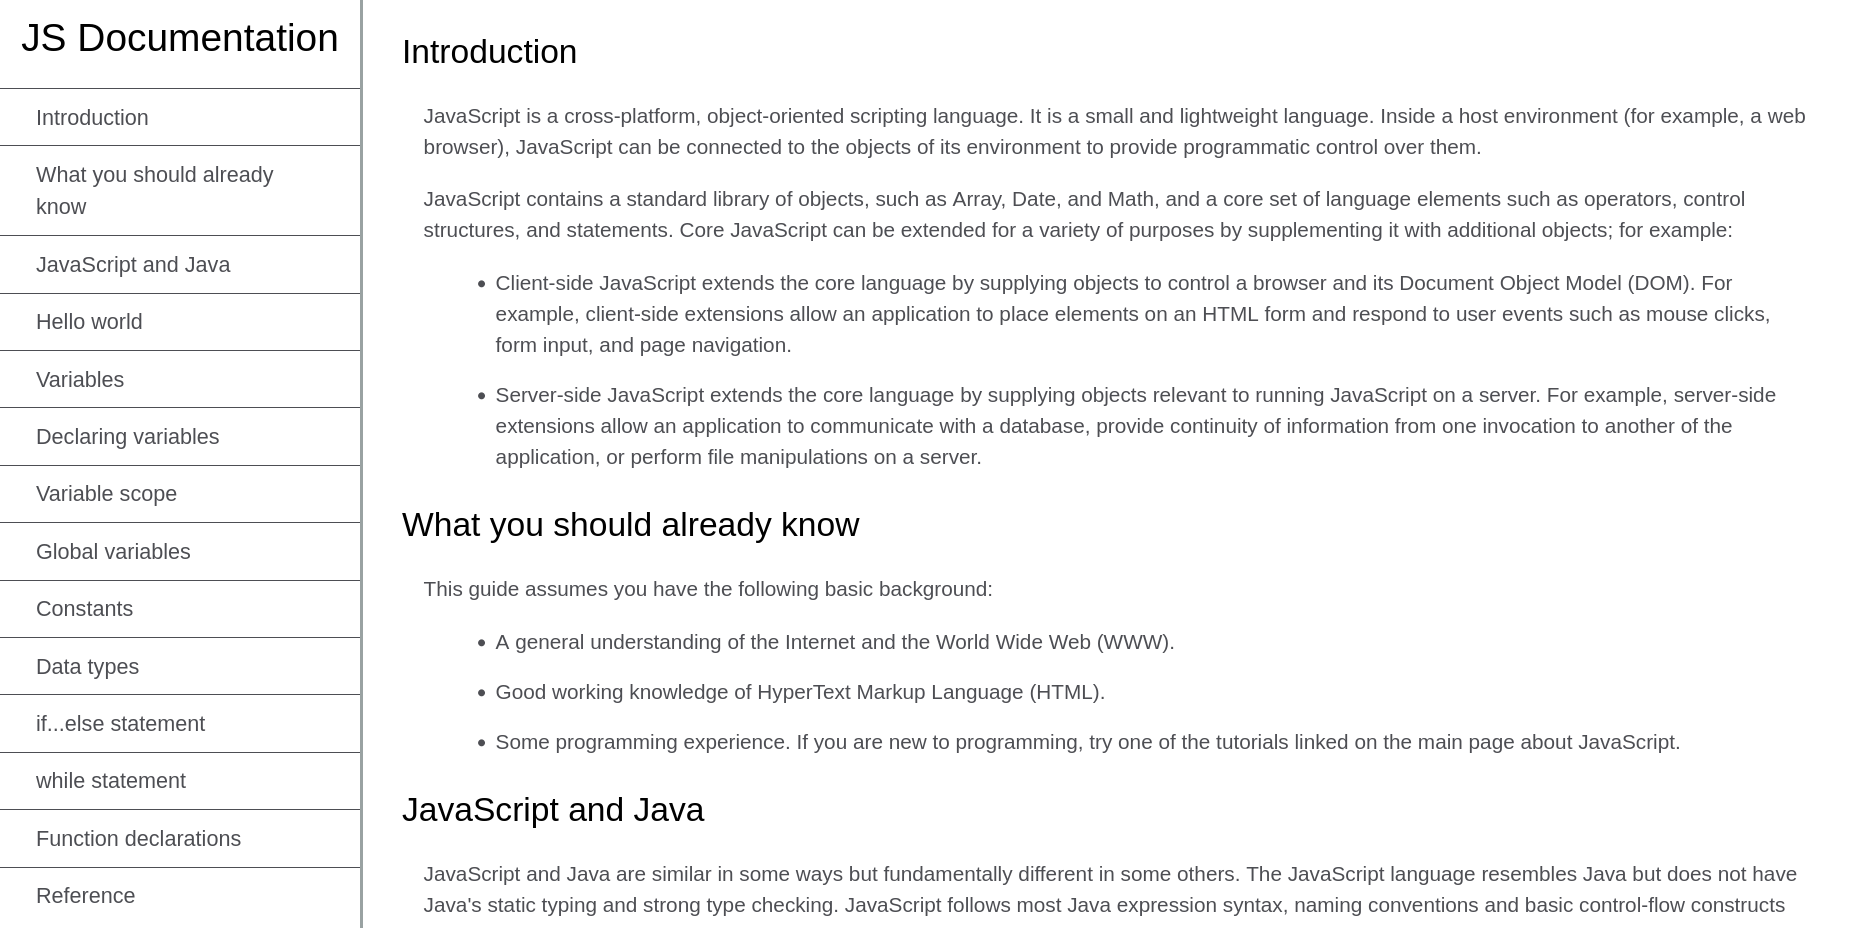 JS Documentation
Introduction
What you should already
know
JavaScript and Java
Hello world
Variables
Declaring variables
Variable scope
Global variables
Constants
Data types
if...else statement
while statement
Function declarations
Reference
Introduction
JavaScript is a cross-platform, object-oriented scripting language. It is a small and lightweight language. Inside a host environment (for example, a web
browser), JavaScript can be connected to the objects of its environment to provide programmatic control over them.
JavaScript contains a standard library of objects, such as Array, Date, and Math, and a core set of language elements such as operators, control
structures, and statements. Core JavaScript can be extended for a variety of purposes by supplementing it with additional objects; for example:
• Client-side JavaScript extends the core language by supplying objects to control a browser and its Document Object Model (DOM). For
example, client-side extensions allow an application to place elements on an HTML form and respond to user events such as mouse clicks,
form input, and page navigation.
• Server-side JavaScript extends the core language by supplying objects relevant to running JavaScript on a server. For example, server-side
extensions allow an application to communicate with a database, provide continuity of information from one invocation to another of the
application, or perform file manipulations on a server.
What you should already know
This guide assumes you have the following basic background:
• A general understanding of the Internet and the World Wide Web (WWW).
• Good working knowledge of HyperText Markup Language (HTML).
• Some programming experience. If you are new to programming, try one of the tutorials linked on the main page about JavaScript.
JavaScript and Java
JavaScript and Java are similar in some ways but fundamentally different in some others. The JavaScript language resembles Java but does not have
Java's static typing and strong type checking. JavaScript follows most Java expression syntax, naming conventions and basic control-flow constructs